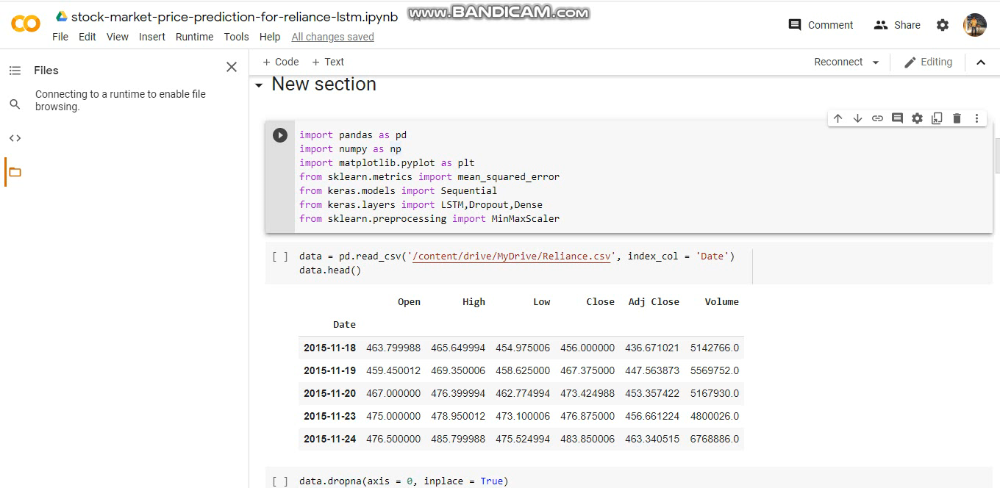 stock-market-price-prediction-for-reliance-lstm.ipynb
www.BANDICAM.com
File Edit View Insert Runtime Tools Help All changes saved
Comment Share
Files
Connecting to a runtime to enable file
browsing.
+ Code + Text
Reconnect Editing
New section
import pandas as pd
import numpy as np
import matplotlib.pyplot as plt
from sklearn.metrics import mean_squared_error
from keras.models import Sequential
from keras.layers import LSTM,Dropout,Dense
from sklearn.preprocessing import MinMaxScaler
[ ] data = pd.read_csv('/content/drive/MyDrive/Reliance.csv', index_col = 'Date')
data.head()
Open High Low Close Adj Close Volume
Date
2015-11-18 463.799988 465.649994 454.975006 456.000000 436.671021 5142766.0
2015-11-19 459.450012 469.350006 458.625000 467.375000 447.563873 5569752.0
2015-11-20 467.000000 476.399994 462.774994 473.424988 453.357422 5167930.0
2015-11-23 475.000000 478.950012 473.100006 476.875000 456.661224 4800026.0
2015-11-24 476.500000 485.799988 475.524994 483.850006 463.340515 6768886.0
[ ] data.dropna(axis = 0, inplace = True)